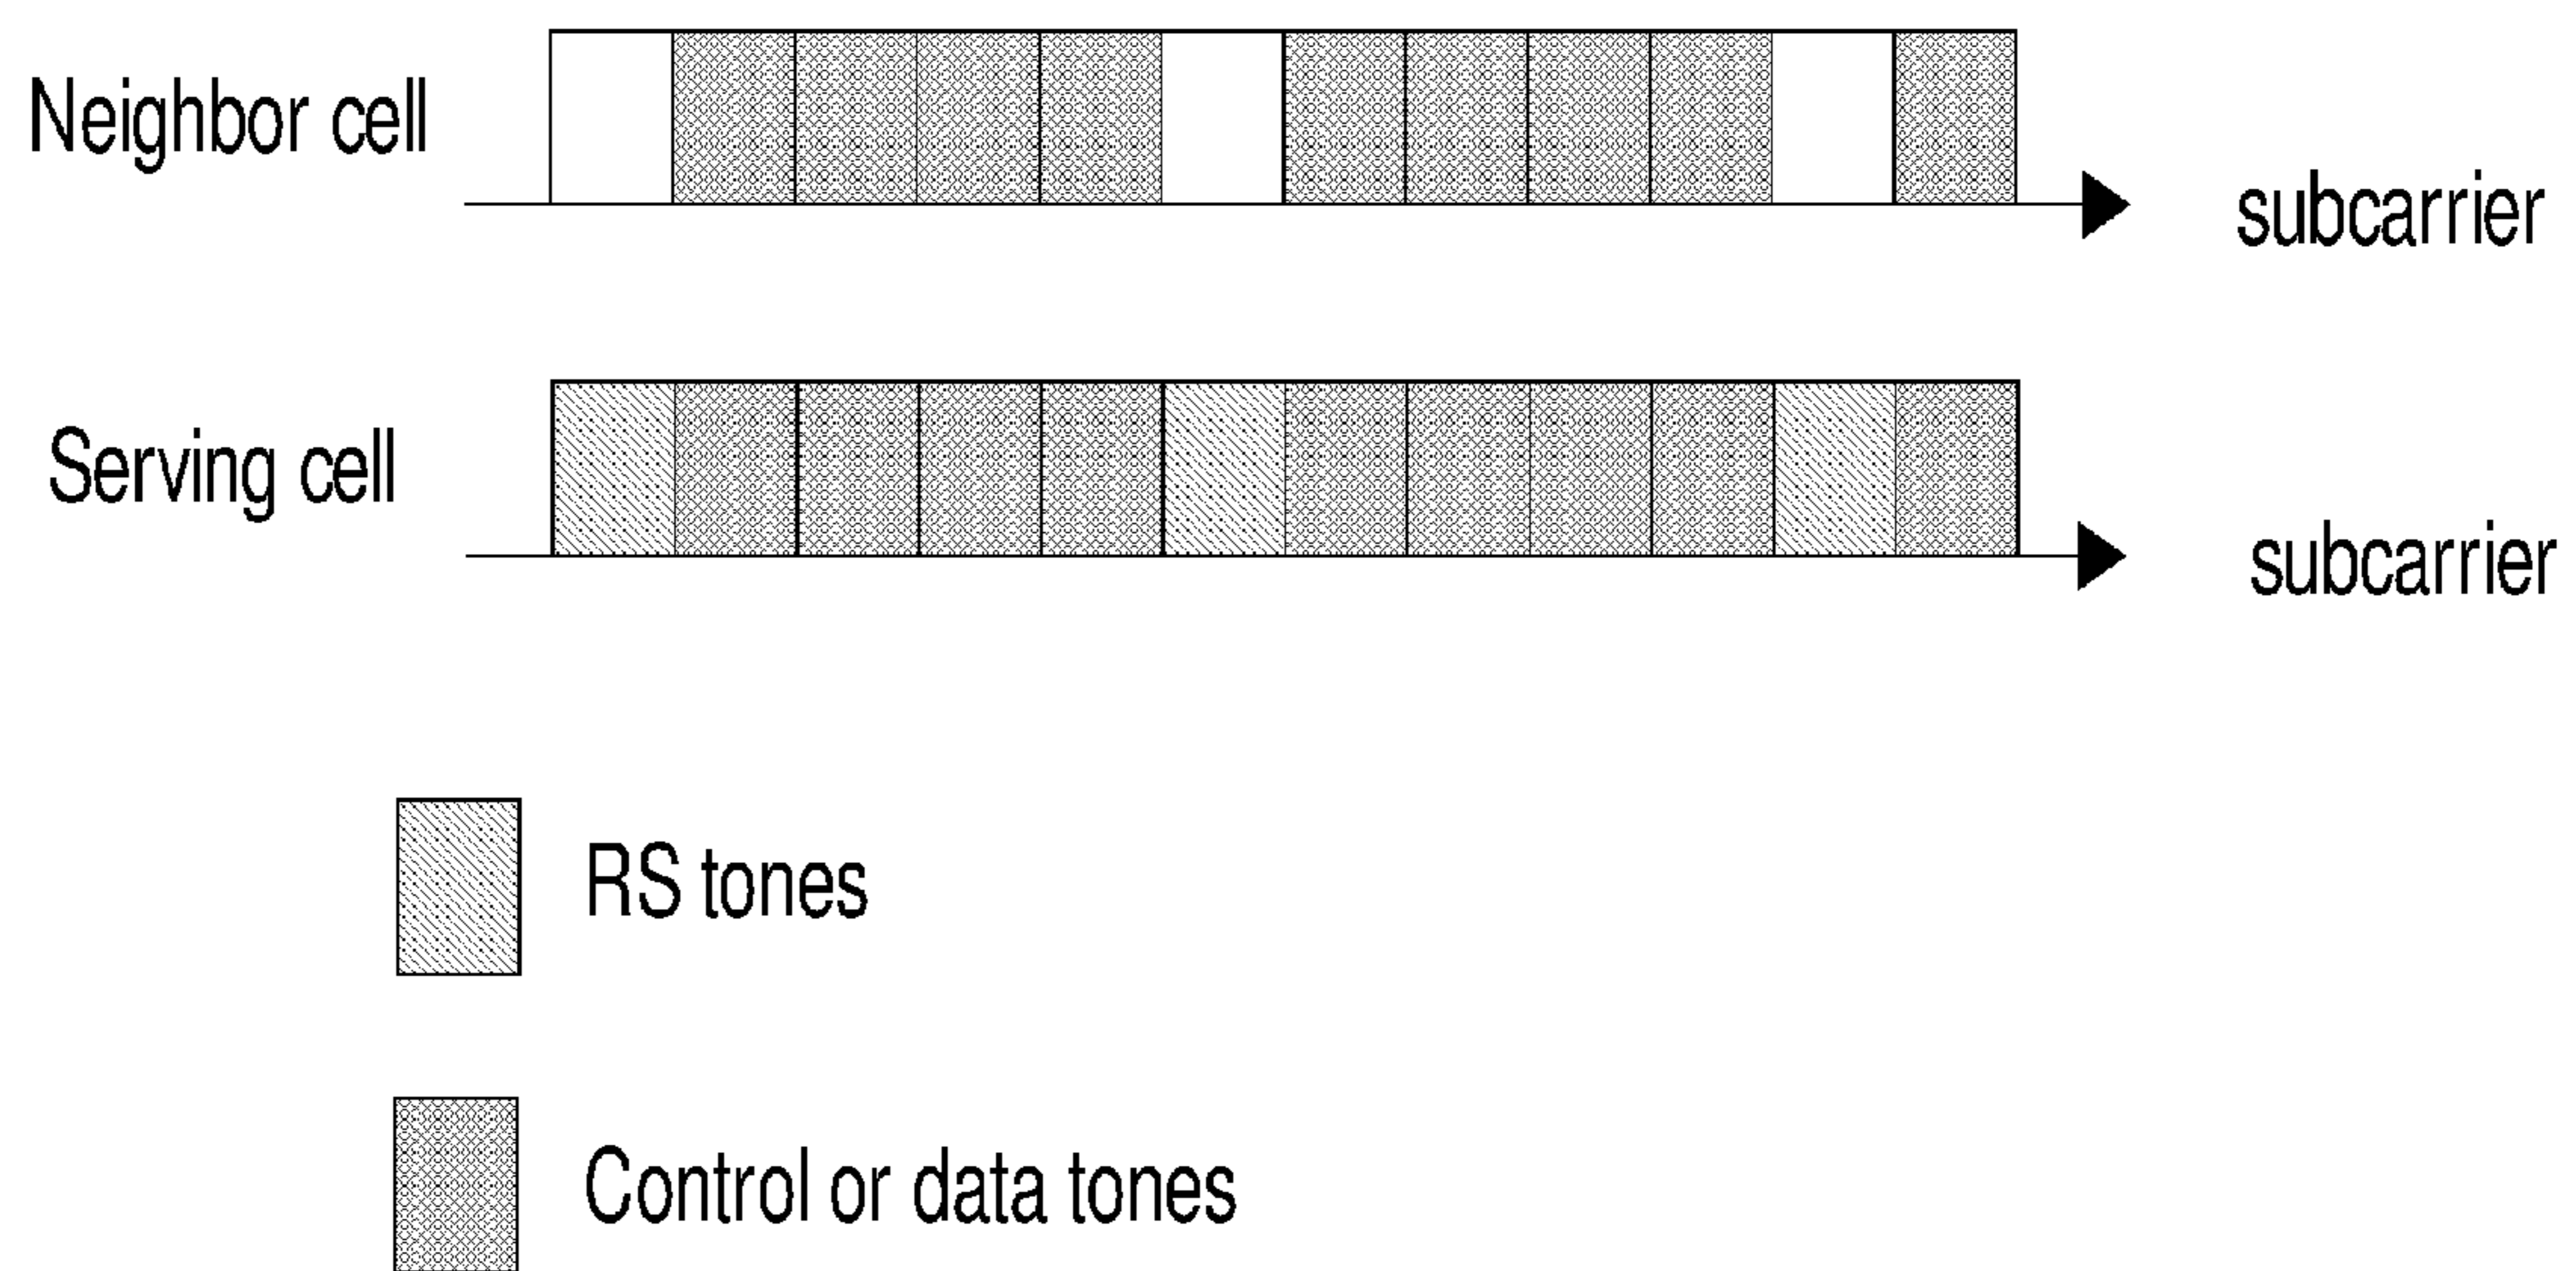 Neighbor cell
subcarrier
Serving cell
subcarrier
RS tones
Control or data tones